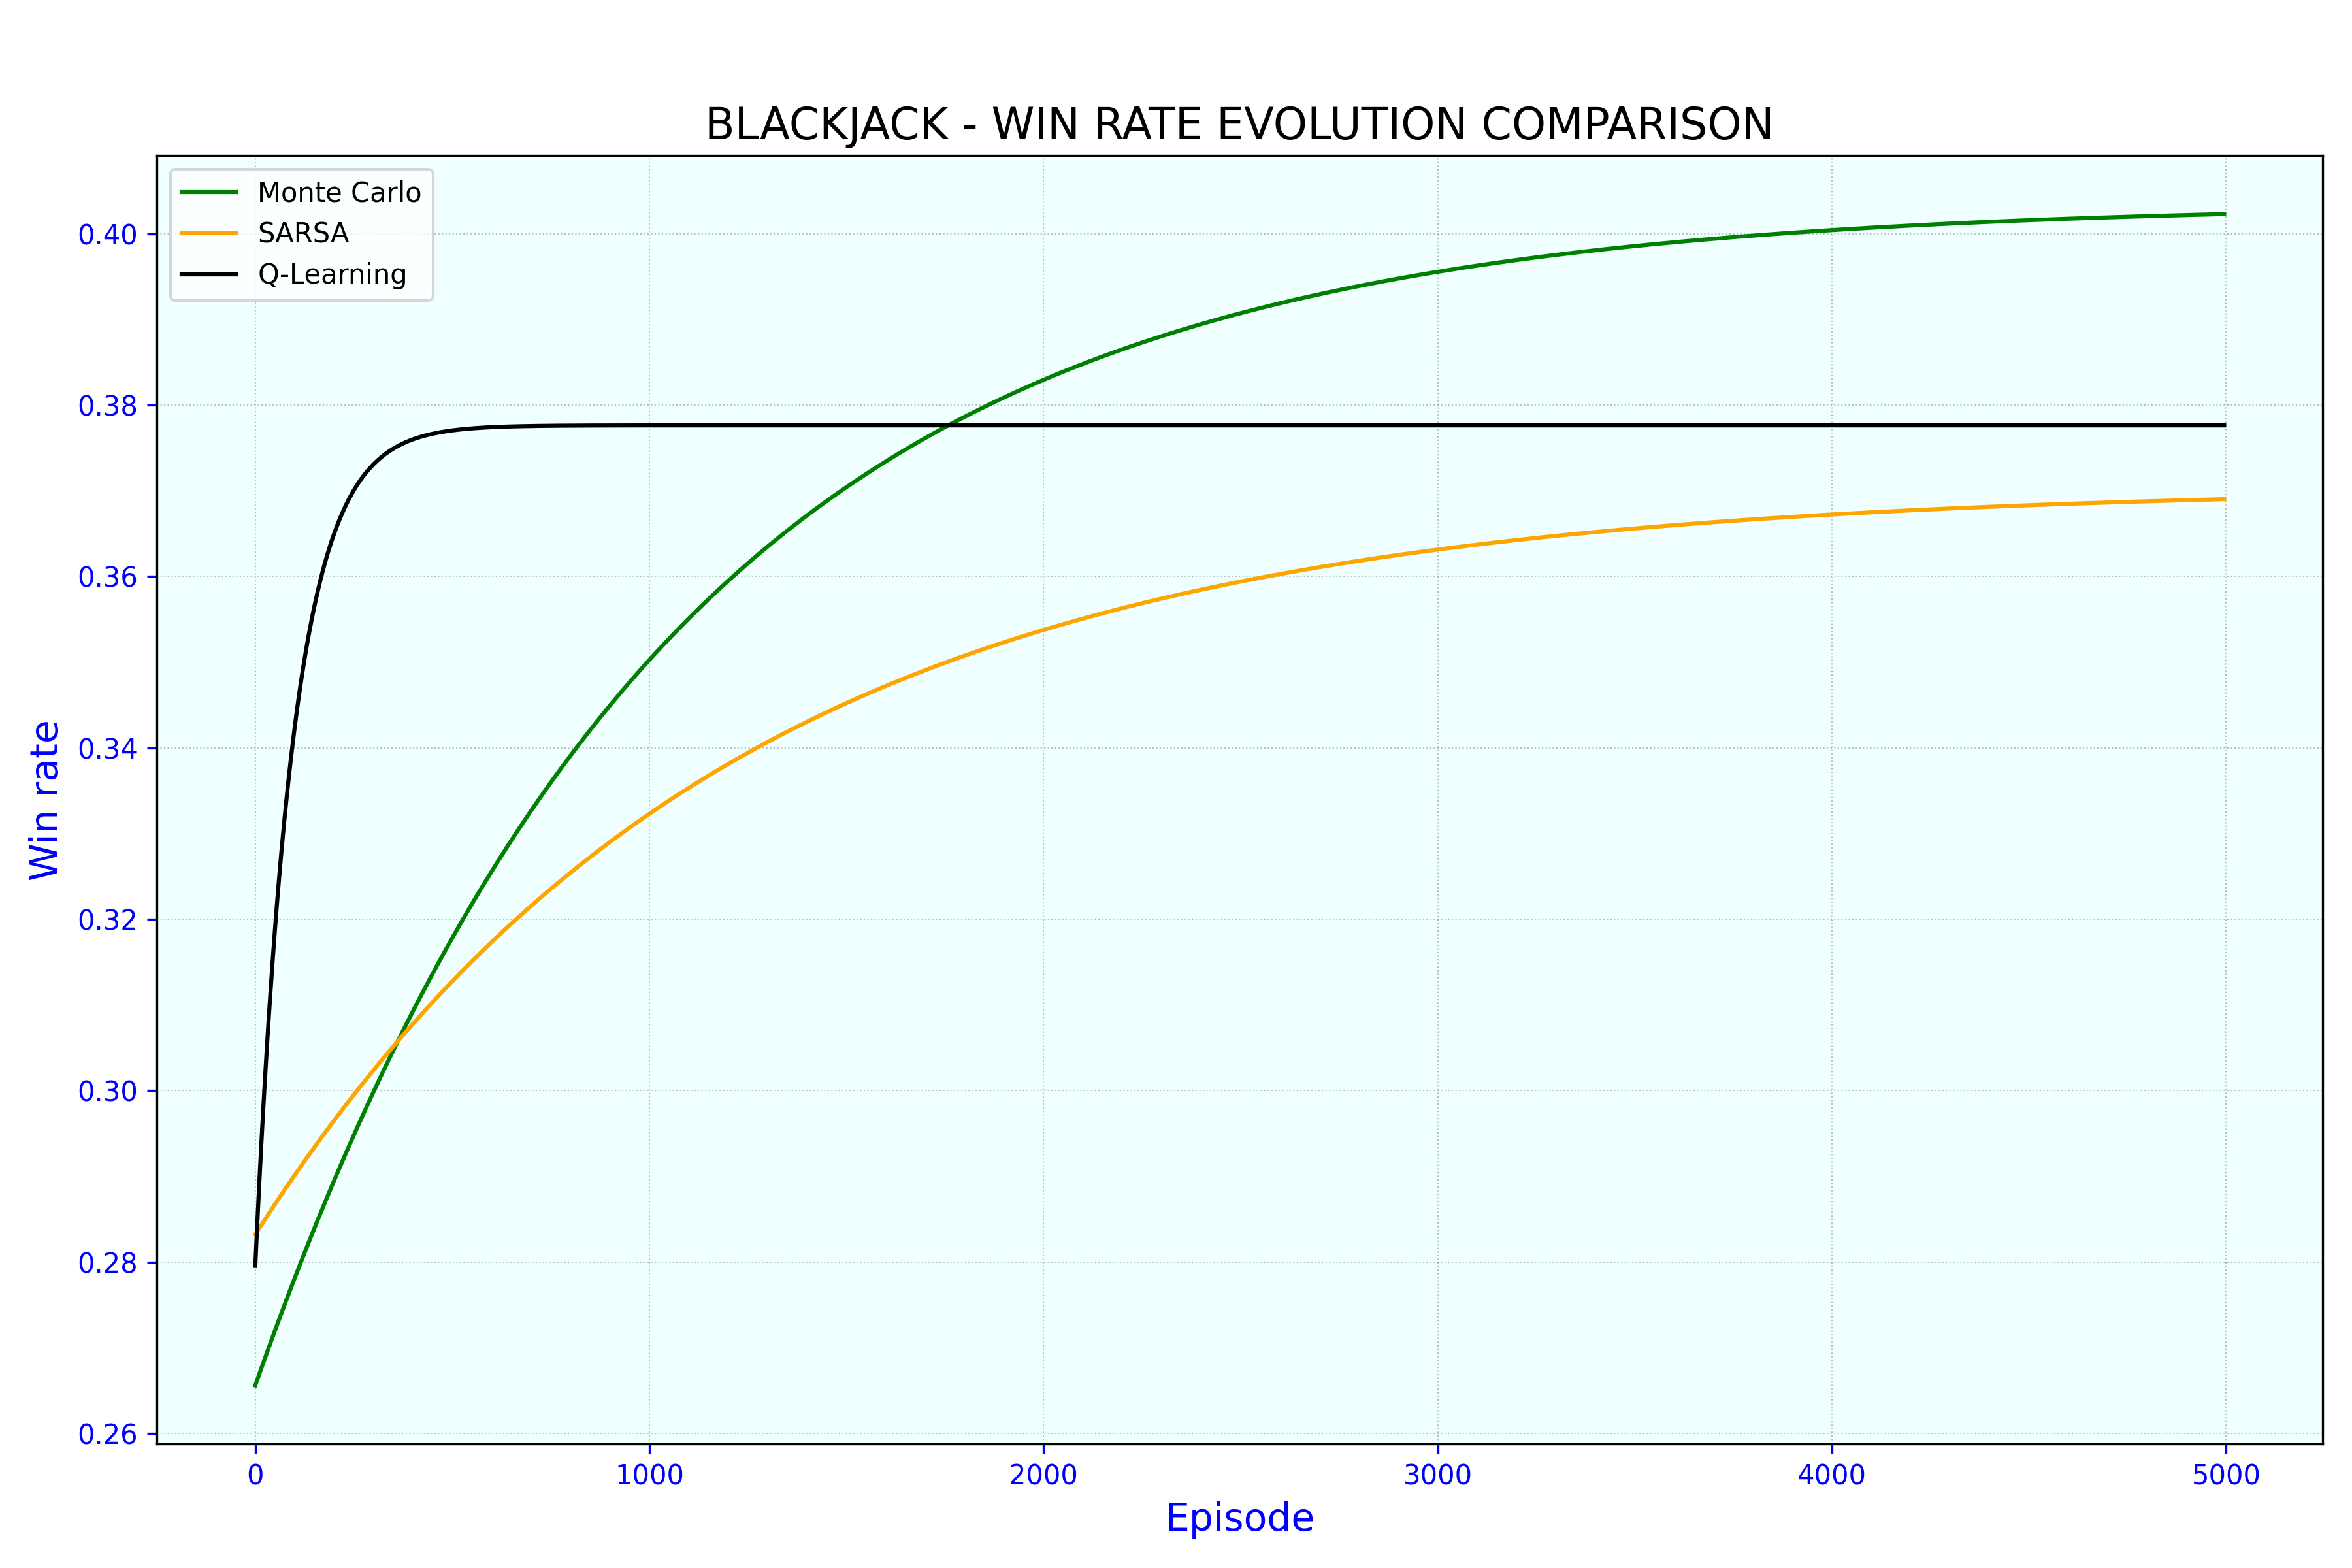 BLACKJACK - WIN RATE EVOLUTION COMPARISON
Monte Carlo
SARSA
Q-Learning
Win rate
0.40
0.38
0.36
0.34
0.32
0.30
0.28
0.26
0 1000 2000 3000 4000 5000
Episode